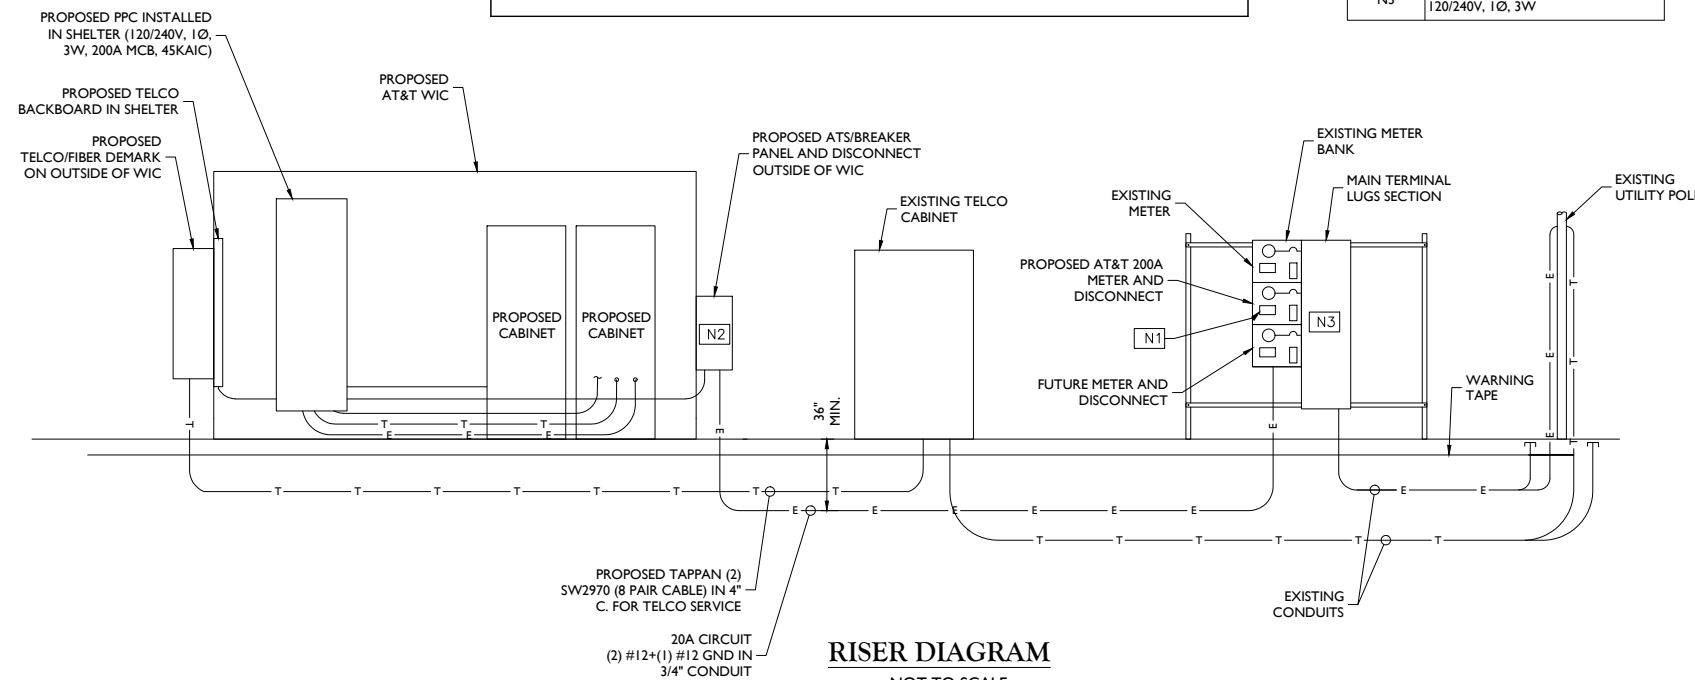 PROPOSED PPC INSTALLED
IN SHELTER (120/240V, 1Ø,
3W, 200A MCB, 45KAIC)
120/240V, 1Ø, 3W
PROPOSED
AT&T WIC
PROPOSED TELCO
BACKBOARD IN SHELTER
PROPOSED
TELCO/FIBER DEMARK
ON OUTSIDE OF WIC
PROPOSED ATS/BREAKER
PANEL AND DISCONNECT
OUTSIDE OF WIC
EXISTING TELCO
CABINET
EXISTING METER
BANK
MAIN TERMINAL
LUGS SECTION
EXISTING
UTILITY
EXISTING
METER
PROPOSED AT&T 200A
METER AND
DISCONNECT
N1
N3
FUTURE METER AND
DISCONNECT
PROPOSED
CABINET
PROPOSED
CABINET
N2
36"
MIN.
WARNING
TAPE
T
T
T
E
E
E
T
E
E
E
E
E
T
T
T
T
T
T
T
T
T
T
E
E
E
E
E
E
E
E
E
T
T
T
T
T
T
PROPOSED TAPPAN (2)
SW2970 (8 PAIR CABLE) IN 4"
C. FOR TELCO SERVICE
20A CIRCUIT
(2) #12+(1) #12 GND IN
3/4" CONDUIT
EXISTING
CONDUITS
RISER DIAGRAM
NOT TO SCALE